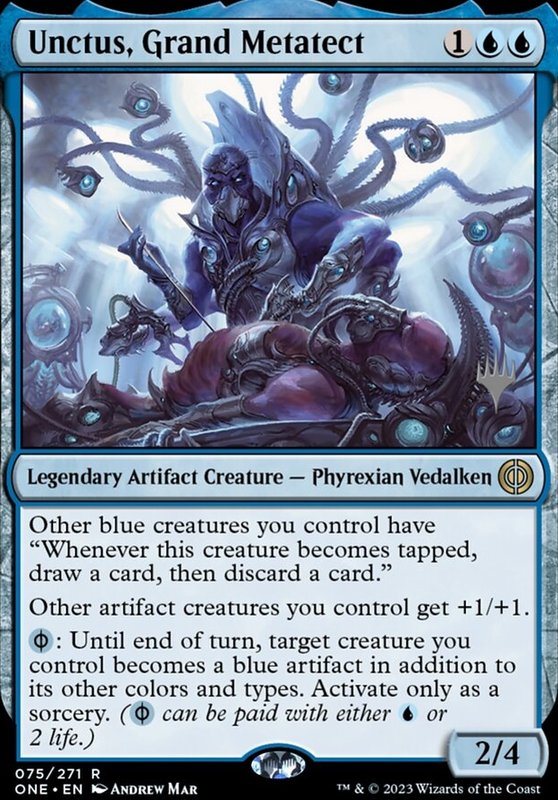 Unctus, Grand Metatect 1
Legendary Artifact Creature — Phyrexian Vedalken
Other blue creatures you control have
“Whenever this creature becomes tapped,
draw a card, then discard a card.”
Other artifact creatures you control get +1/+1.
: Until end of turn, target creature you
control becomes a blue artifact in addition to
its other colors and types. Activate only as a
sorcery. ( can be paid with either or
2 life.)
2/4
075/271 R
ONE • EN Andrew Mar
™ & © 2023 Wizards of the Coast